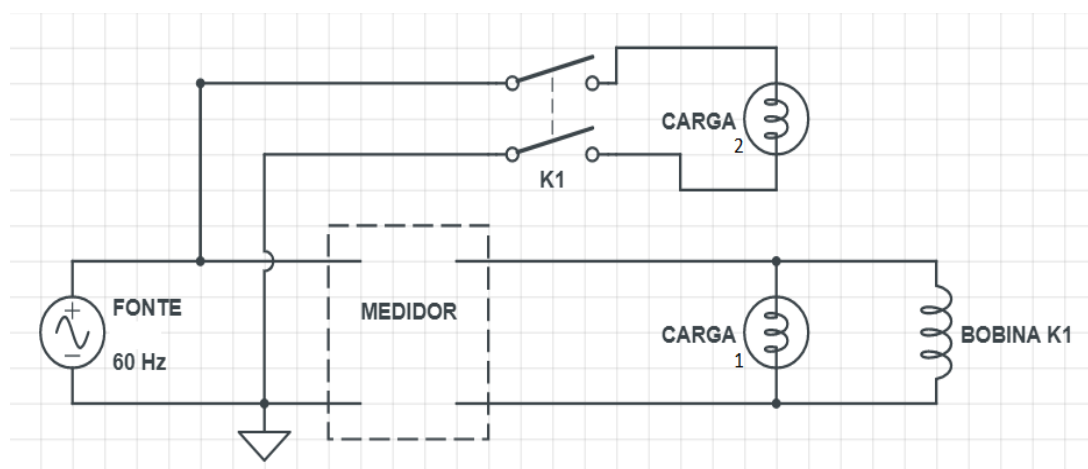 CARGA
2
K1
FONTE
60 Hz
MEDIDOR
CARGA
1
BOBINA K1